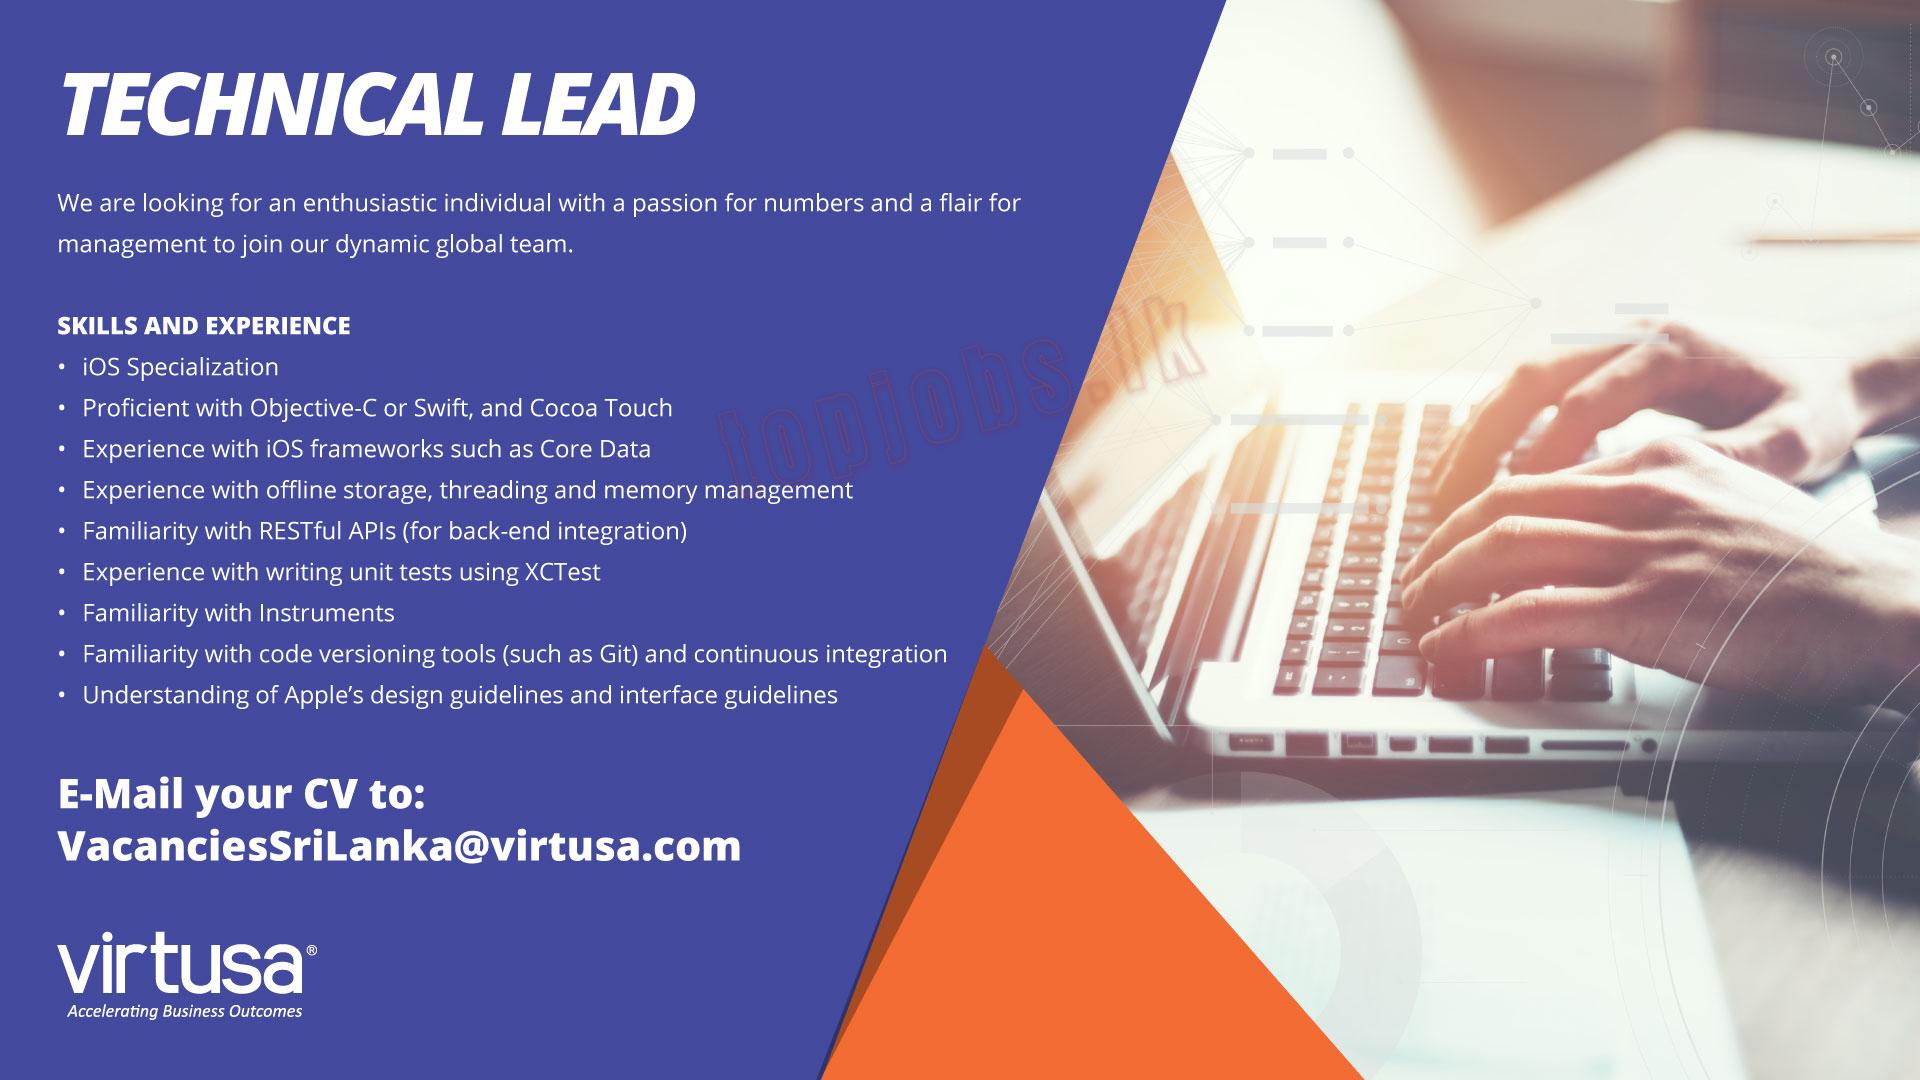 TECHNICAL LEAD
We are looking for an enthusiastic individual with a passion for numbers and a flair for
management to join our dynamic global team.
SKILLS AND EXPERIENCE
• iOS Specialization
• Proficient with Objective-C or Swift, and Cocoa Touch
• Experience with iOS frameworks such as Core Data
• Experience with offline storage, threading and memory management
• Familiarity with RESTful APIs (for back-end integration)
• Experience with writing unit tests using XCTest
• Familiarity with Instruments
• Familiarity with code versioning tools (such as Git) and continuous integration
• Understanding of Apple’s design guidelines and interface guidelines
topjobs.lk
E-Mail your CV to:
VacanciesSriLanka@virtusa.com
virtusa®
Accelerating Business Outcomes